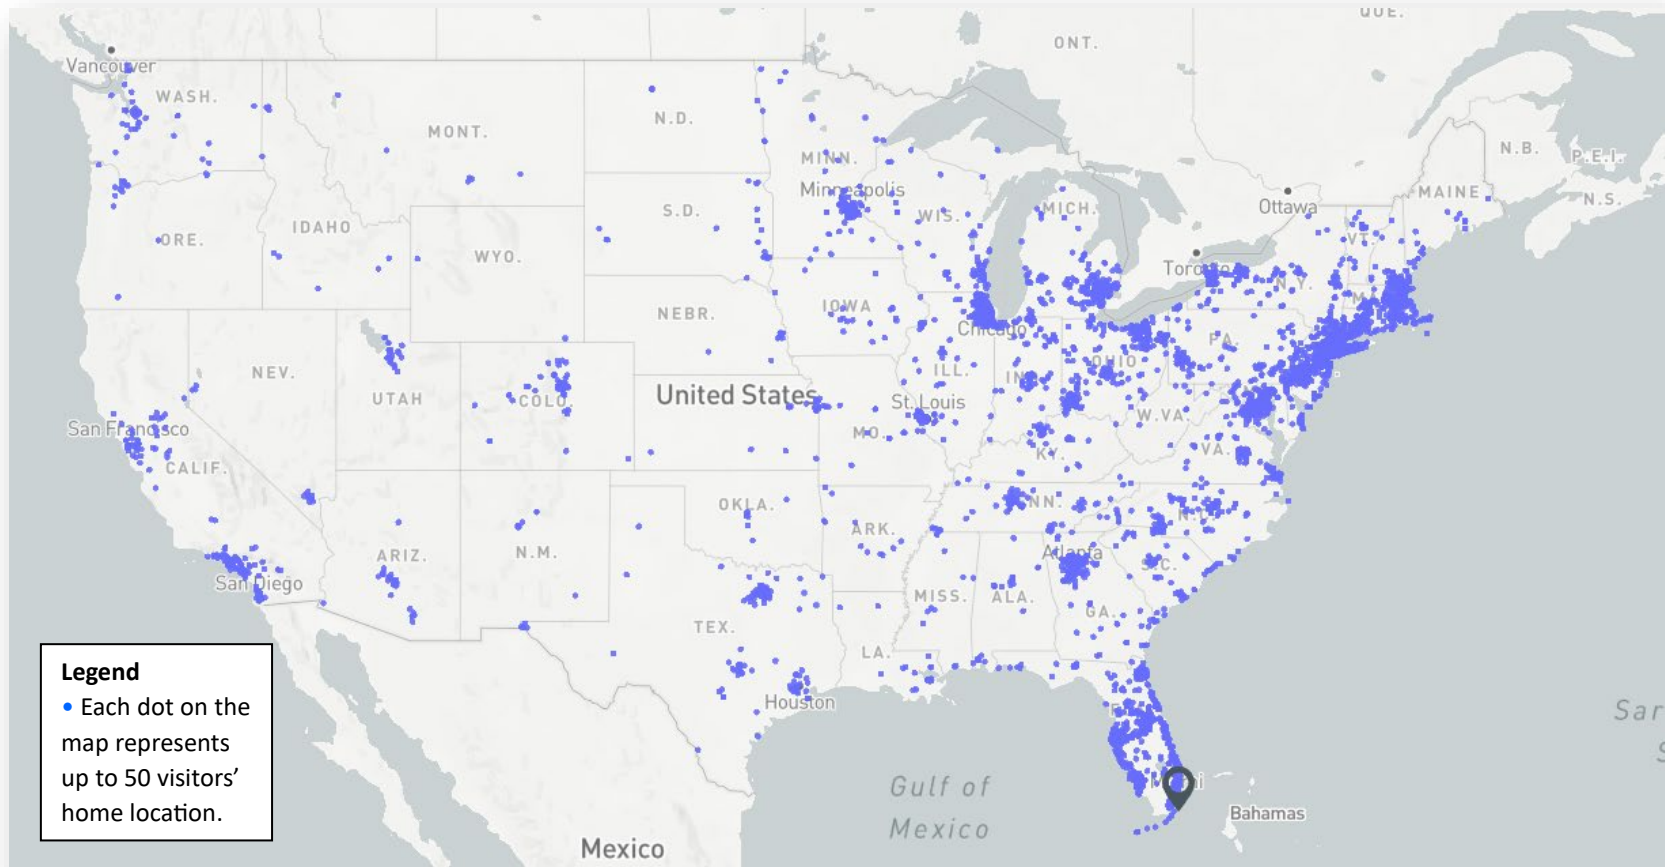 QUE.
ONT.
Vancouver
WASH.
MONT.
N.D.
MINN.
N.B.
P.E.I.
Minneapolis
MAINE
N.S.
Ottawa
S.D.
WIS.
MICH.
ORE.
IDAHO
VT.
WYO.
Toronto
N.Y.
NEBR.
IOWA
Chicago
PA.
NEV.
UTAH
COLO.
ILL.
OHIO
United States
St. Louis
W.VA.
San Francisco
MO.
CALIF.
KY.
VA.
OKLA.
ARK.
ARIZ.
N.M.
Atlanta
S.C.
San Diego
MISS.
ALA.
GA.
TEX.
LA.
Houston
Sar
S
Gulf of
Mexico
Bahamas
Mexico
Legend
• Each dot on the
map represents
up to 50 visitors’
home location.